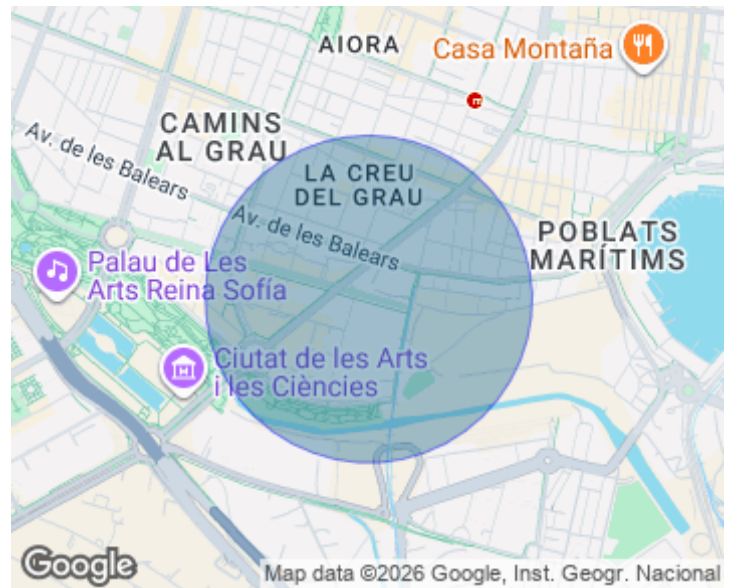 AIORA
Casa Montaña
CAMINS
AL GRAU
Av. de les Balears
LA CREU
DEL GRAU
Av. de les Balears
POBLATS
MARÍTIMS
Palau de Les
Arts Reina Sofía
Ciutat de les Arts
i les Ciències
Google
Map data ©2026 Google, Inst. Geogr. Nacional